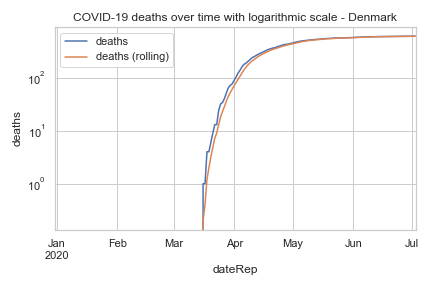 COVID-19 deaths over time with logarithmic scale - Denmark
deaths
deaths (rolling)
10²
10¹
10⁰
deaths
Jan Feb Mar Apr May Jun Jul
2020
dateRep